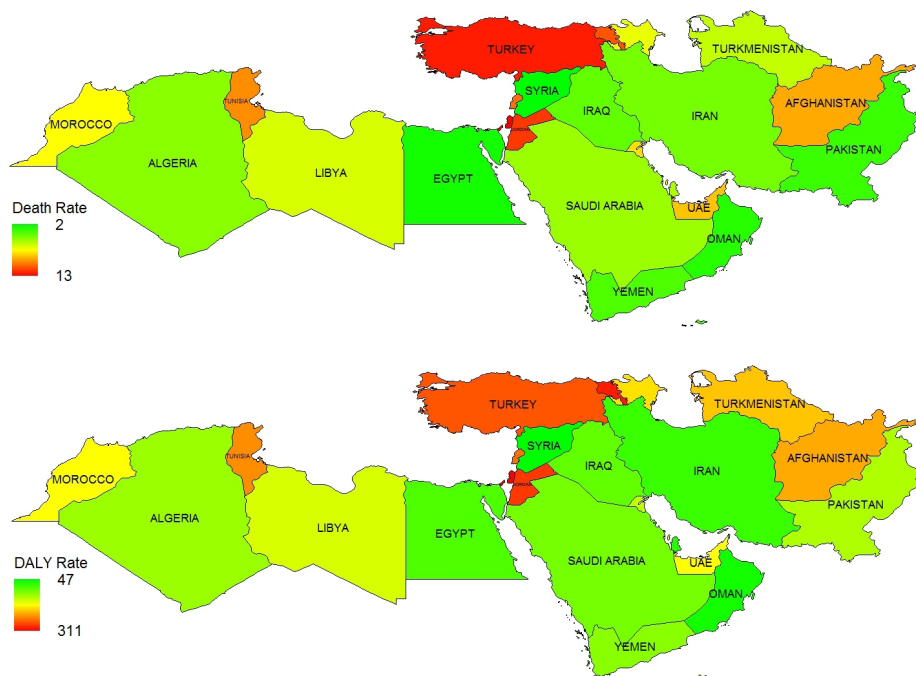 TURKEY
TURKMENISTAN
SYRIA
AFGHANISTAN
TUNISIA
IRAQ
IRAN
MOROCCO
JORDAN
PAKISTAN
ALGERIA
LIBYA
EGYPT
SAUDI ARABIA
UAE
Death Rate
2
OMAN
13
YEMEN
TURKEY
TURKMENISTAN
SYRIA
TUNISIA
AFGHANISTAN
IRAQ
IRAN
MOROCCO
JORDAN
PAKISTAN
ALGERIA
LIBYA
EGYPT
DALY Rate
SAUDI ARABIA
UAE
47
OMAN
311
YEMEN